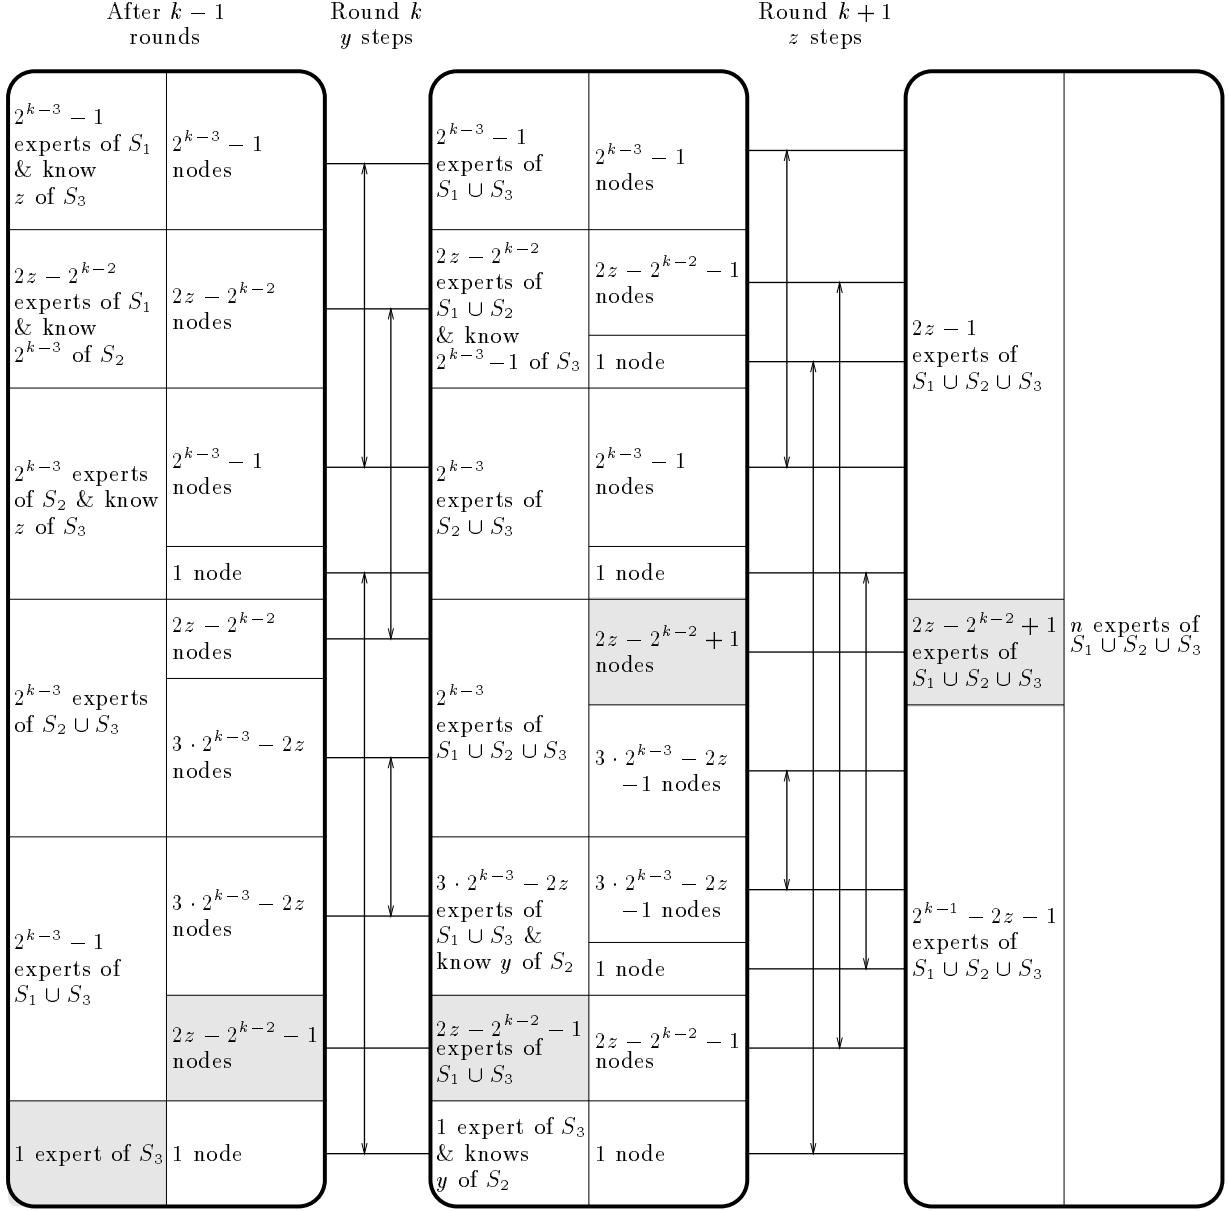 After k − 1
rounds
Round k
y steps
Round k + 1
z steps
2^{k−3} − 1
experts of S_1
& know
z of S_3
2^{k−3} − 1
nodes
2z − 2^{k−2}
experts of S_1
& know
2^{k−3} of S_2
2z − 2^{k−2}
nodes
2^{k−3} experts
of S_2 & know
z of S_3
2^{k−3} − 1
nodes
1 node
2^{k−3} experts
of S_2 ∪ S_3
2z − 2^{k−2}
nodes
3 · 2^{k−3} − 2z
nodes
2^{k−3} − 1
experts of
S_1 ∪ S_3
3 · 2^{k−3} − 2z
nodes
2z − 2^{k−2} − 1
nodes
1 expert of S_3
1 node
2^{k−3} − 1
experts of
S_1 ∪ S_3
2^{k−3} − 1
nodes
2z − 2^{k−2}
experts of
S_1 ∪ S_2
& know
2^{k−3} − 1 of S_3
2z − 2^{k−2} − 1
nodes
1 node
2^{k−3}
experts of
S_2 ∪ S_3
2^{k−3} − 1
nodes
1 node
2^{k−3}
experts of
S_1 ∪ S_2 ∪ S_3
2z − 2^{k−2} + 1
nodes
3 · 2^{k−3} − 2z
−1 nodes
3 · 2^{k−3} − 2z
experts of
S_1 ∪ S_3 &
know y of S_2
3 · 2^{k−3} − 2z
−1 nodes
1 node
2z − 2^{k−2} − 1
experts of
S_1 ∪ S_3
2z − 2^{k−2} − 1
nodes
1 expert of S_3
& knows
y of S_2
1 node
2z − 1
experts of
S_1 ∪ S_2 ∪ S_3
2z − 2^{k−2} + 1
experts of
S_1 ∪ S_2 ∪ S_3
2^{k−1} − 2z − 1
experts of
S_1 ∪ S_2 ∪ S_3
n experts of
S_1 ∪ S_2 ∪ S_3